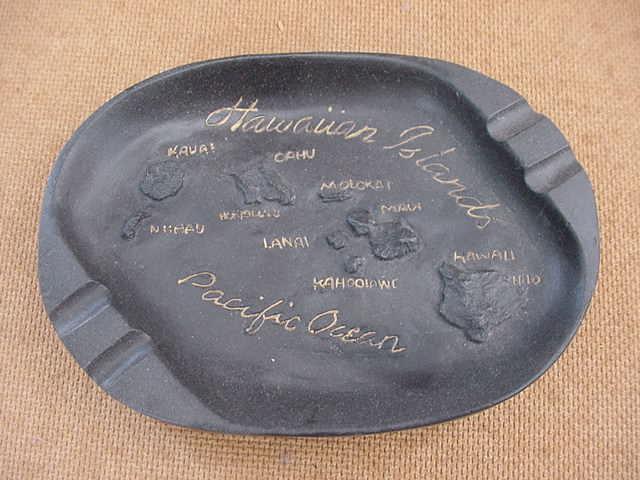 Hawaiian Islands
KAUAI
OAHU
MOLOKAI
MAUI
HONOLULU
NIIHAU
LANAI
HAWAII
KAHOOLAWE
HILO
Pacific Ocean